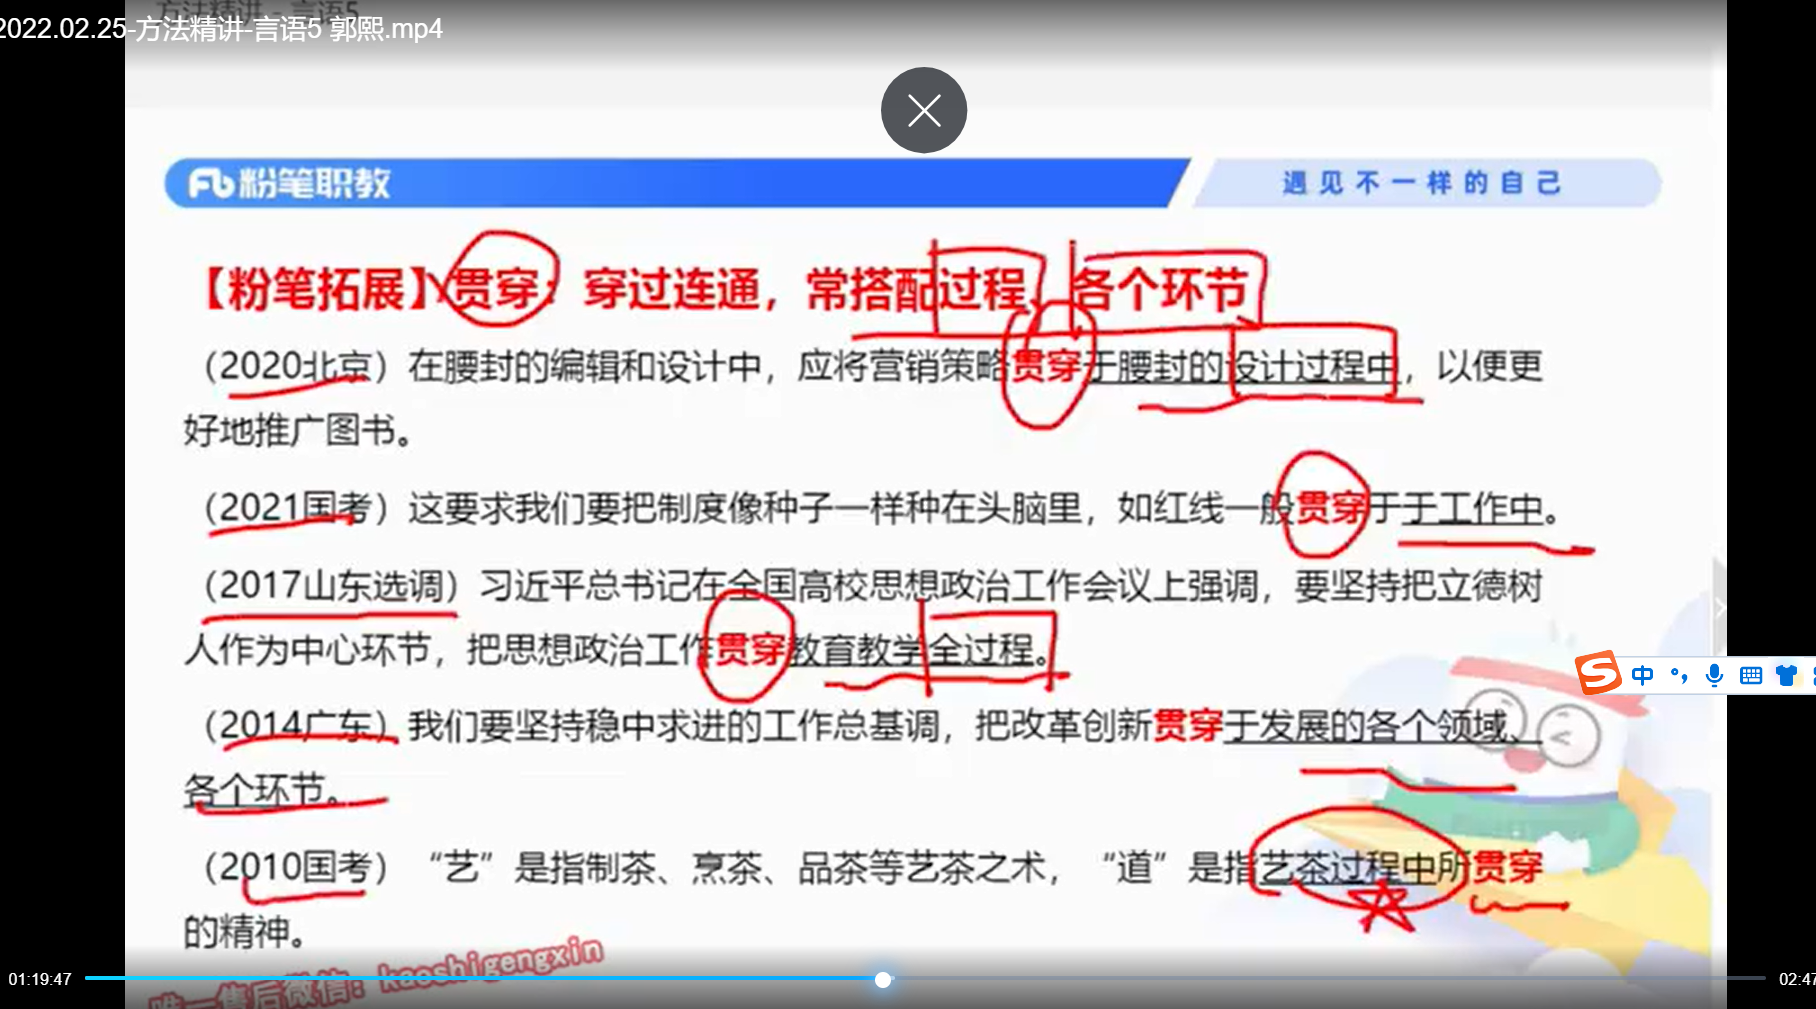 方法精讲 - 言语5
2022.02.25-方法精讲-言语5 郭熙.mp4
粉笔职教
遇见不一样的自己
【粉笔拓展】贯穿：穿过连通，常搭配过程、各个环节
（2020北京）在腰封的编辑和设计中，应将营销策略贯穿于腰封的设计过程中，以便更
好地推广图书。
（2021国考）这要求我们要把制度像种子一样种在头脑里，如红线一般贯穿于于工作中。
（2017山东选调）习近平总书记在全国高校思想政治工作会议上强调，要坚持把立德树
人作为中心环节，把思想政治工作贯穿教育教学全过程。
（2014广东）我们要坚持稳中求进的工作总基调，把改革创新贯穿于发展的各个领域、
各个环节。
（2010国考）“艺”是指制茶、烹茶、品茶等艺茶之术，“道”是指艺茶过程中所贯穿
的精神。
唯一售后微信：kaoshigengxin
01:19:47
02:47
中